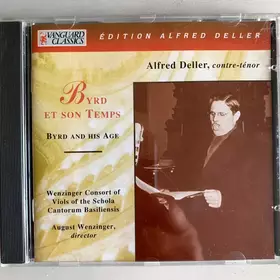 VANGUARD
CLASSICS
ÉDITION ALFRED DELLER
Alfred Deller, contre-ténor
BYRD
ET SON TEMPS
BYRD AND HIS AGE
Wenzinger Consort of
Viols of the Schola
Cantorum Basiliensis
August Wenzinger,
director